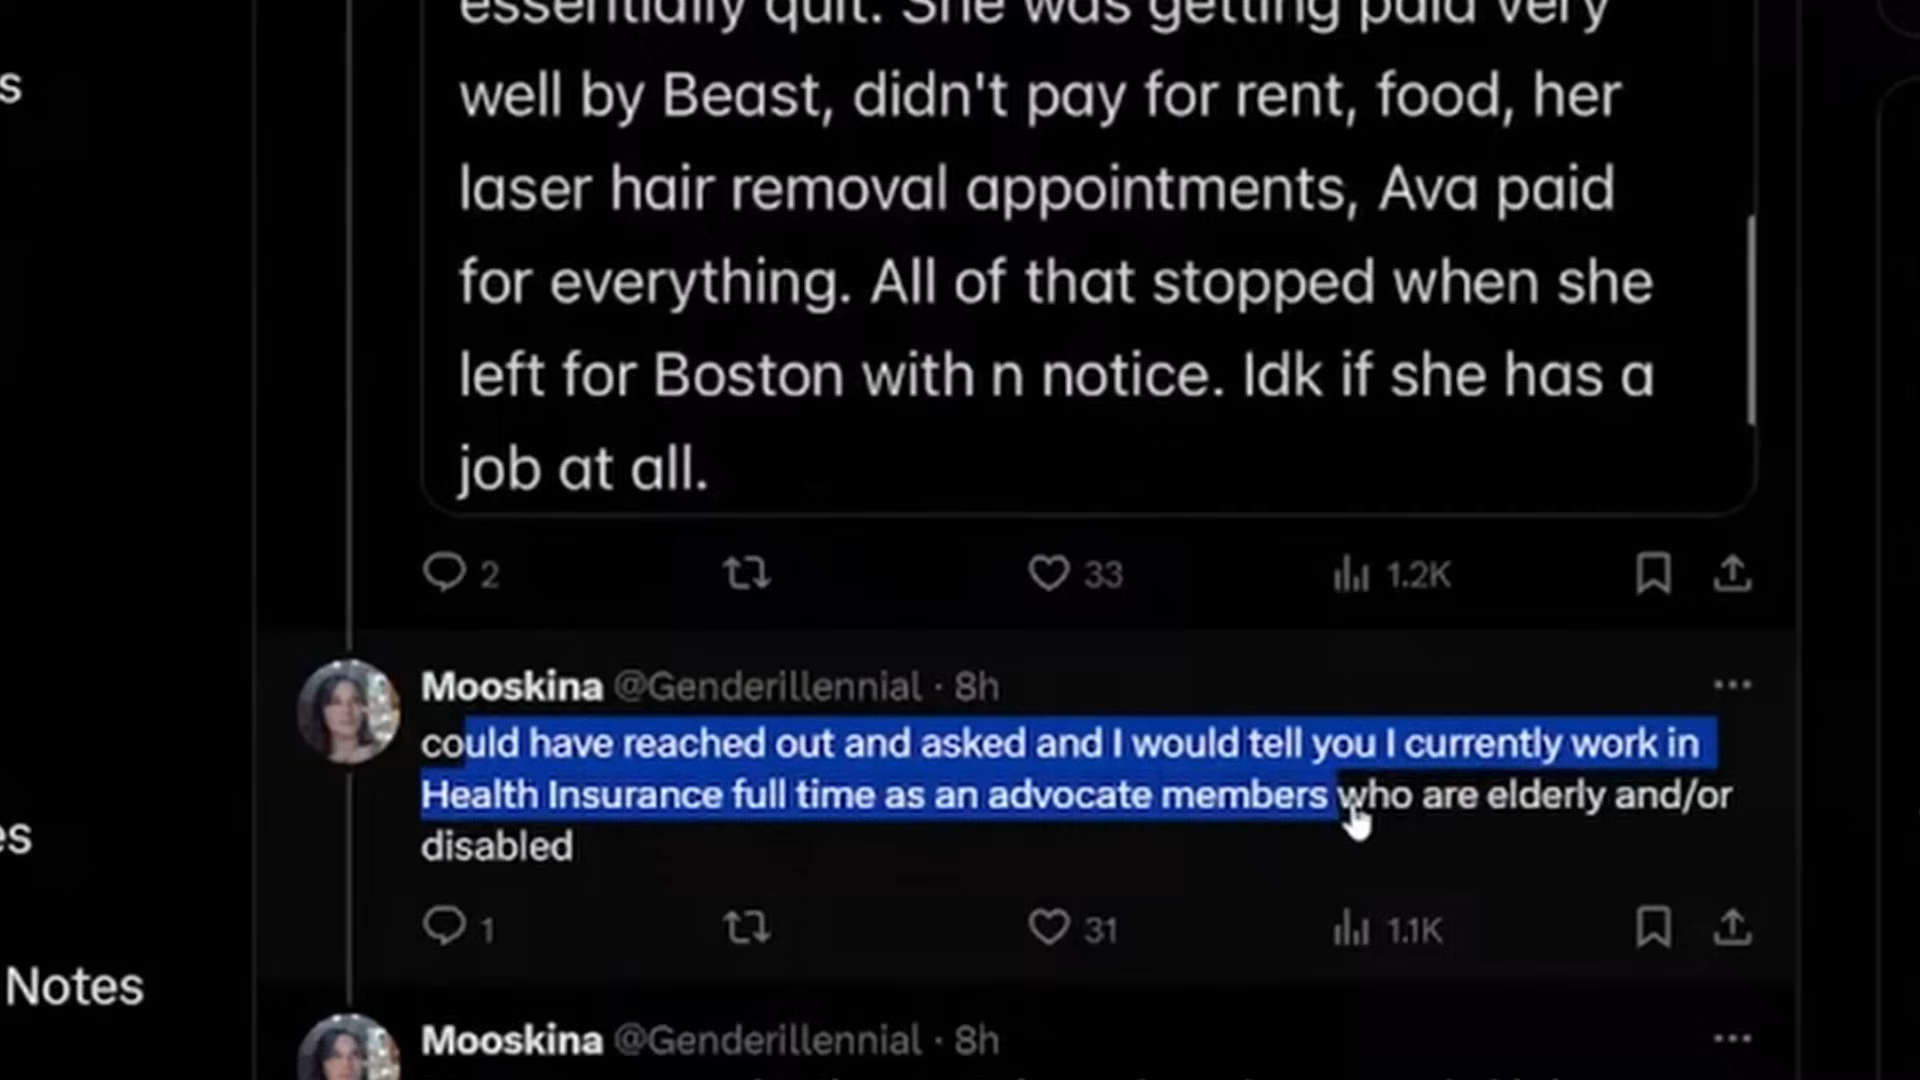 essentially quit. She was getting paid very
well by Beast, didn't pay for rent, food, her
laser hair removal appointments, Ava paid
for everything. All of that stopped when she
left for Boston with n notice. Idk if she has a
job at all.
2 33 1.2K
Mooskina @Genderillennial · 8h
could have reached out and asked and I would tell you I currently work in
Health Insurance full time as an advocate members who are elderly and/or
disabled
1 31 1.1K
Notes
Mooskina @Genderillennial · 8h